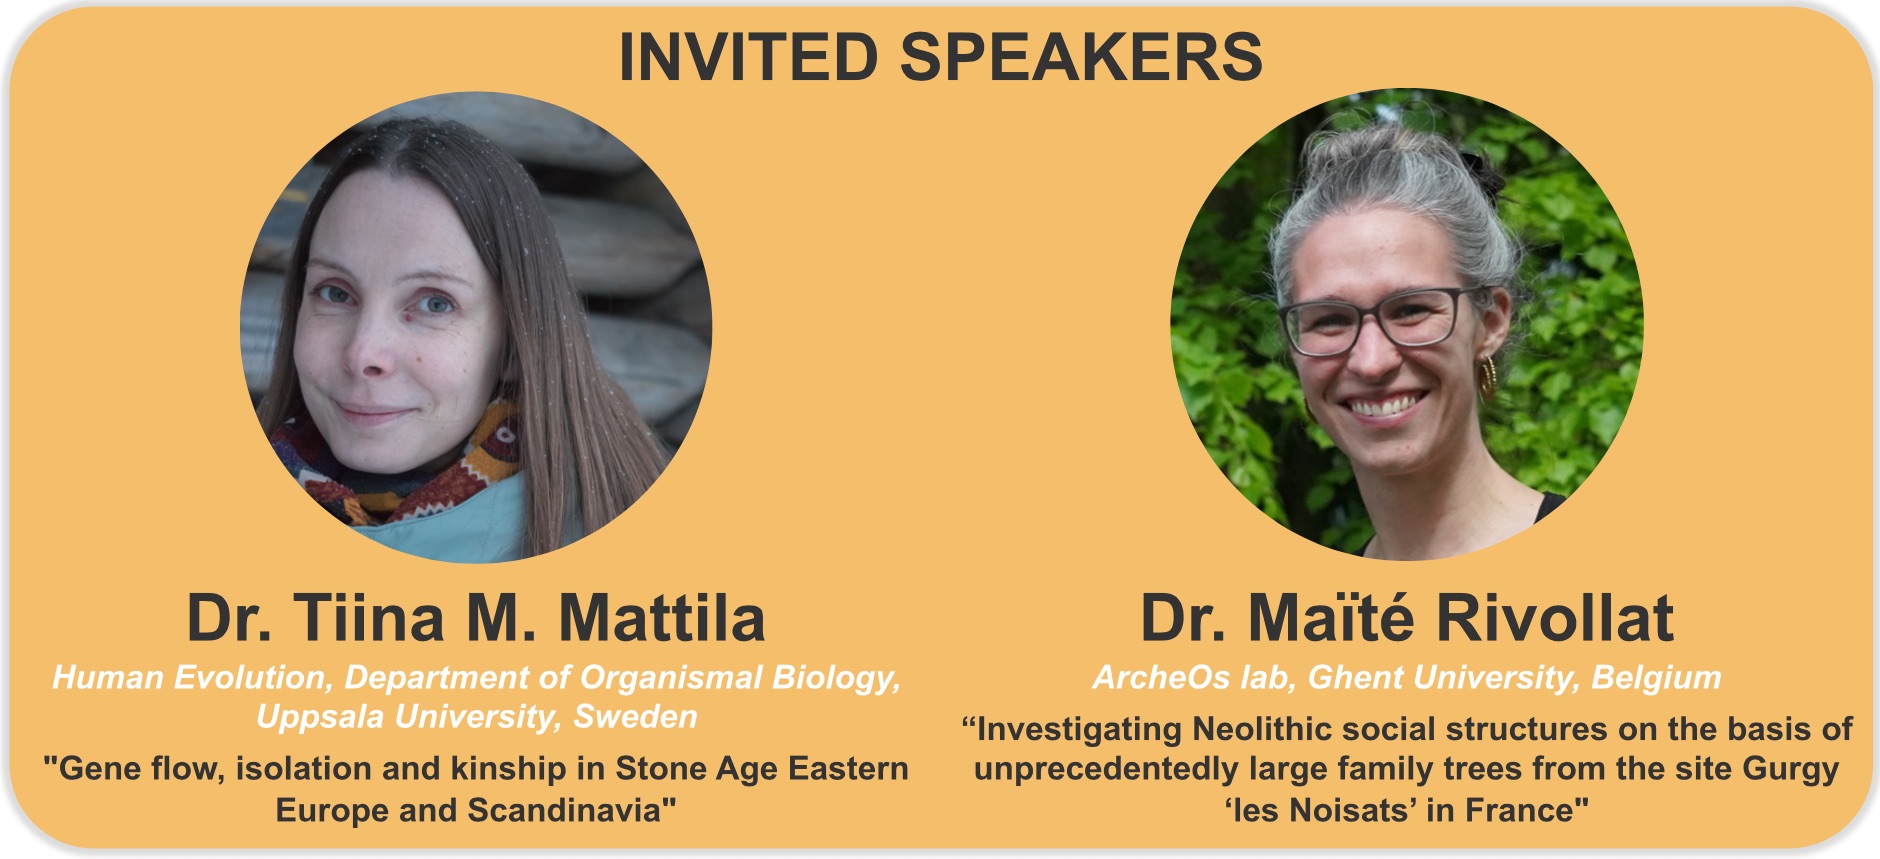 INVITED SPEAKERS
Dr. Tiina M. Mattila
Human Evolution, Department of Organismal Biology,
Uppsala University, Sweden
"Gene flow, isolation and kinship in Stone Age Eastern
Europe and Scandinavia"
Dr. Maïté Rivollat
ArcheOs lab, Ghent University, Belgium
“Investigating Neolithic social structures on the basis of
unprecedentedly large family trees from the site Gurgy
‘les Noisats’ in France"